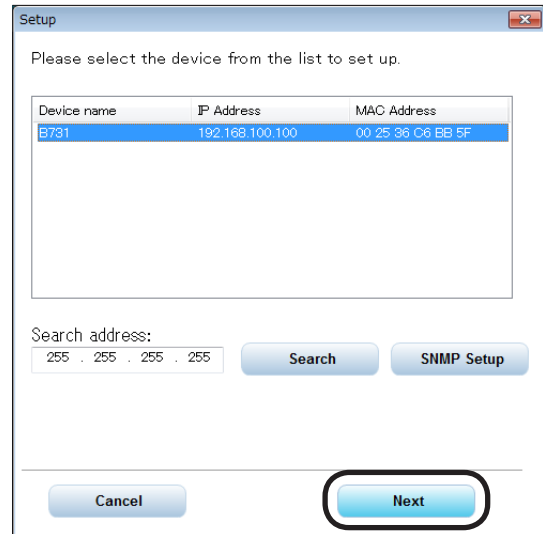 Setup
Please select the device from the list to set up.
Device name IP Address MAC Address
B731 192.168.100.100 00 25 36 C6 BB 5F
Search address:
255 . 255 . 255 . 255 Search SNMP Setup
Cancel Next